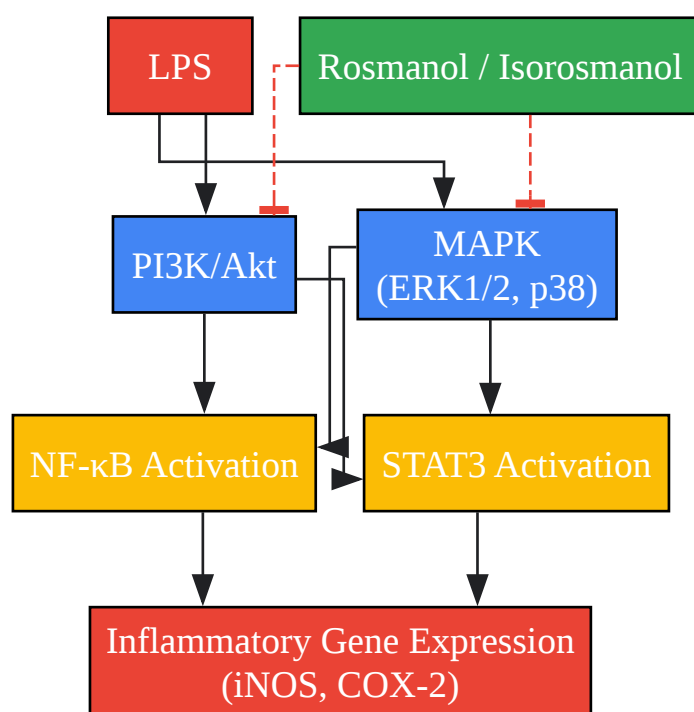 LPS
Rosmanol / Isorosmanol
PI3K/Akt
MAPK
(ERK1/2, p38)
NF-κB Activation
STAT3 Activation
Inflammatory Gene Expression
(iNOS, COX-2)